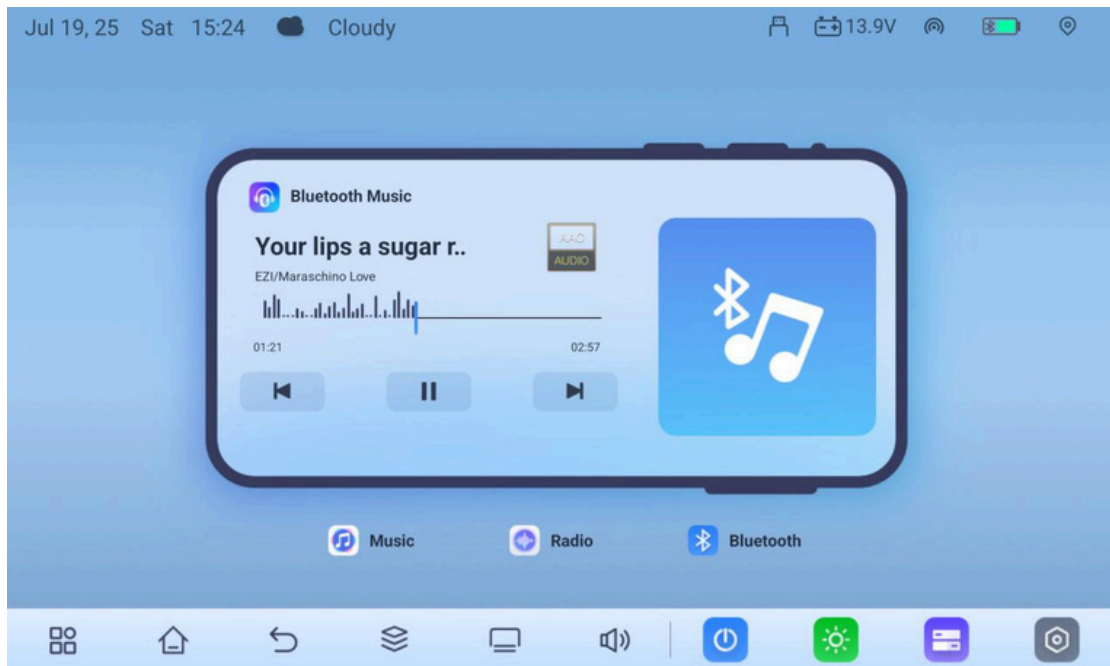 Jul 19, 25 Sat 15:24 Cloudy 13.9V
Bluetooth Music
Your lips a sugar r..
AAC
AUDIO
EZI/Maraschino Love
01:21 02:57
Music Radio Bluetooth